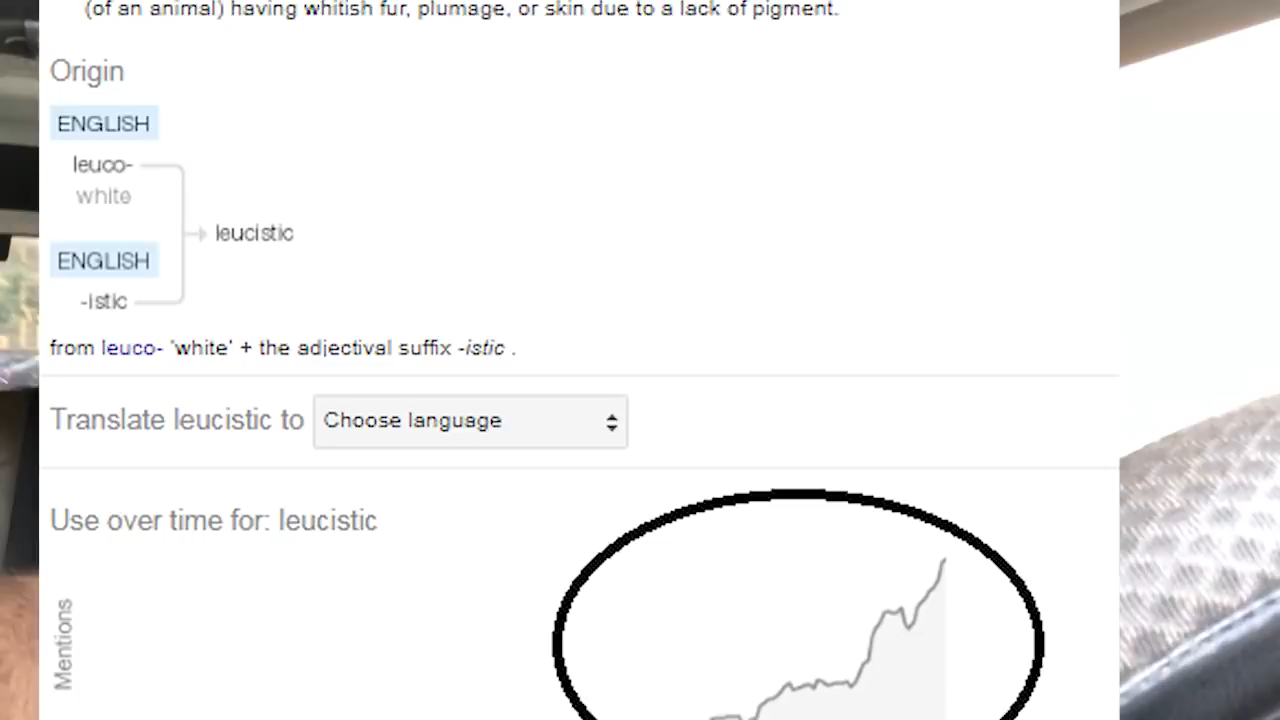 (of an animal) having whitish fur, plumage, or skin due to a lack of pigment.
Origin
ENGLISH
leuco-
white
leucistic
ENGLISH
-istic
from leuco- 'white' + the adjectival suffix -istic .
Translate leucistic to Choose language
Use over time for: leucistic
Mentions